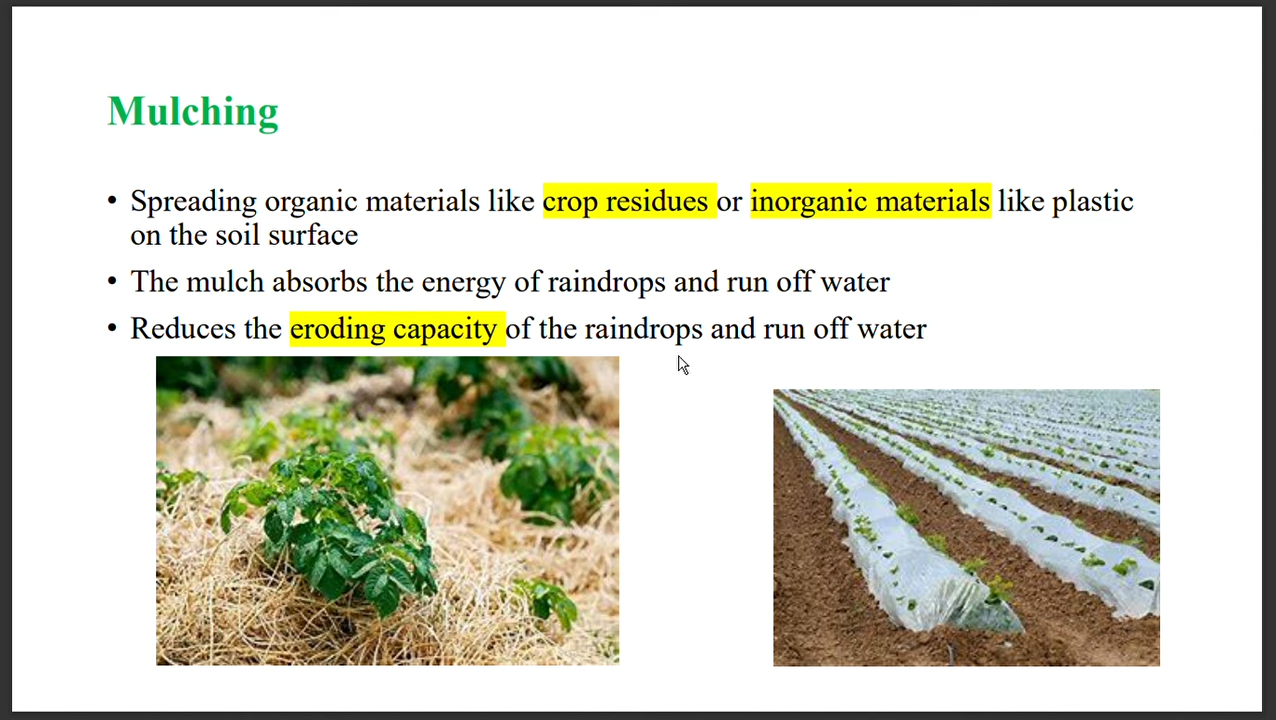 Mulching
• Spreading organic materials like crop residues or inorganic materials like plastic
on the soil surface
• The mulch absorbs the energy of raindrops and run off water
• Reduces the eroding capacity of the raindrops and run off water